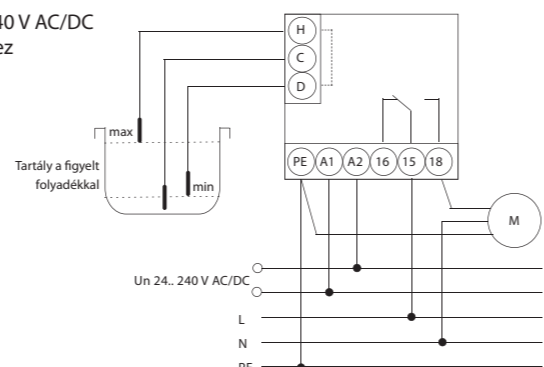 40 V AC/DC
ez
H
C
D
max
Tartály a figyelt
folyadékkal
min
PE A1 A2 16 15 18
M
Un 24.. 240 V AC/DC
L
N
PE